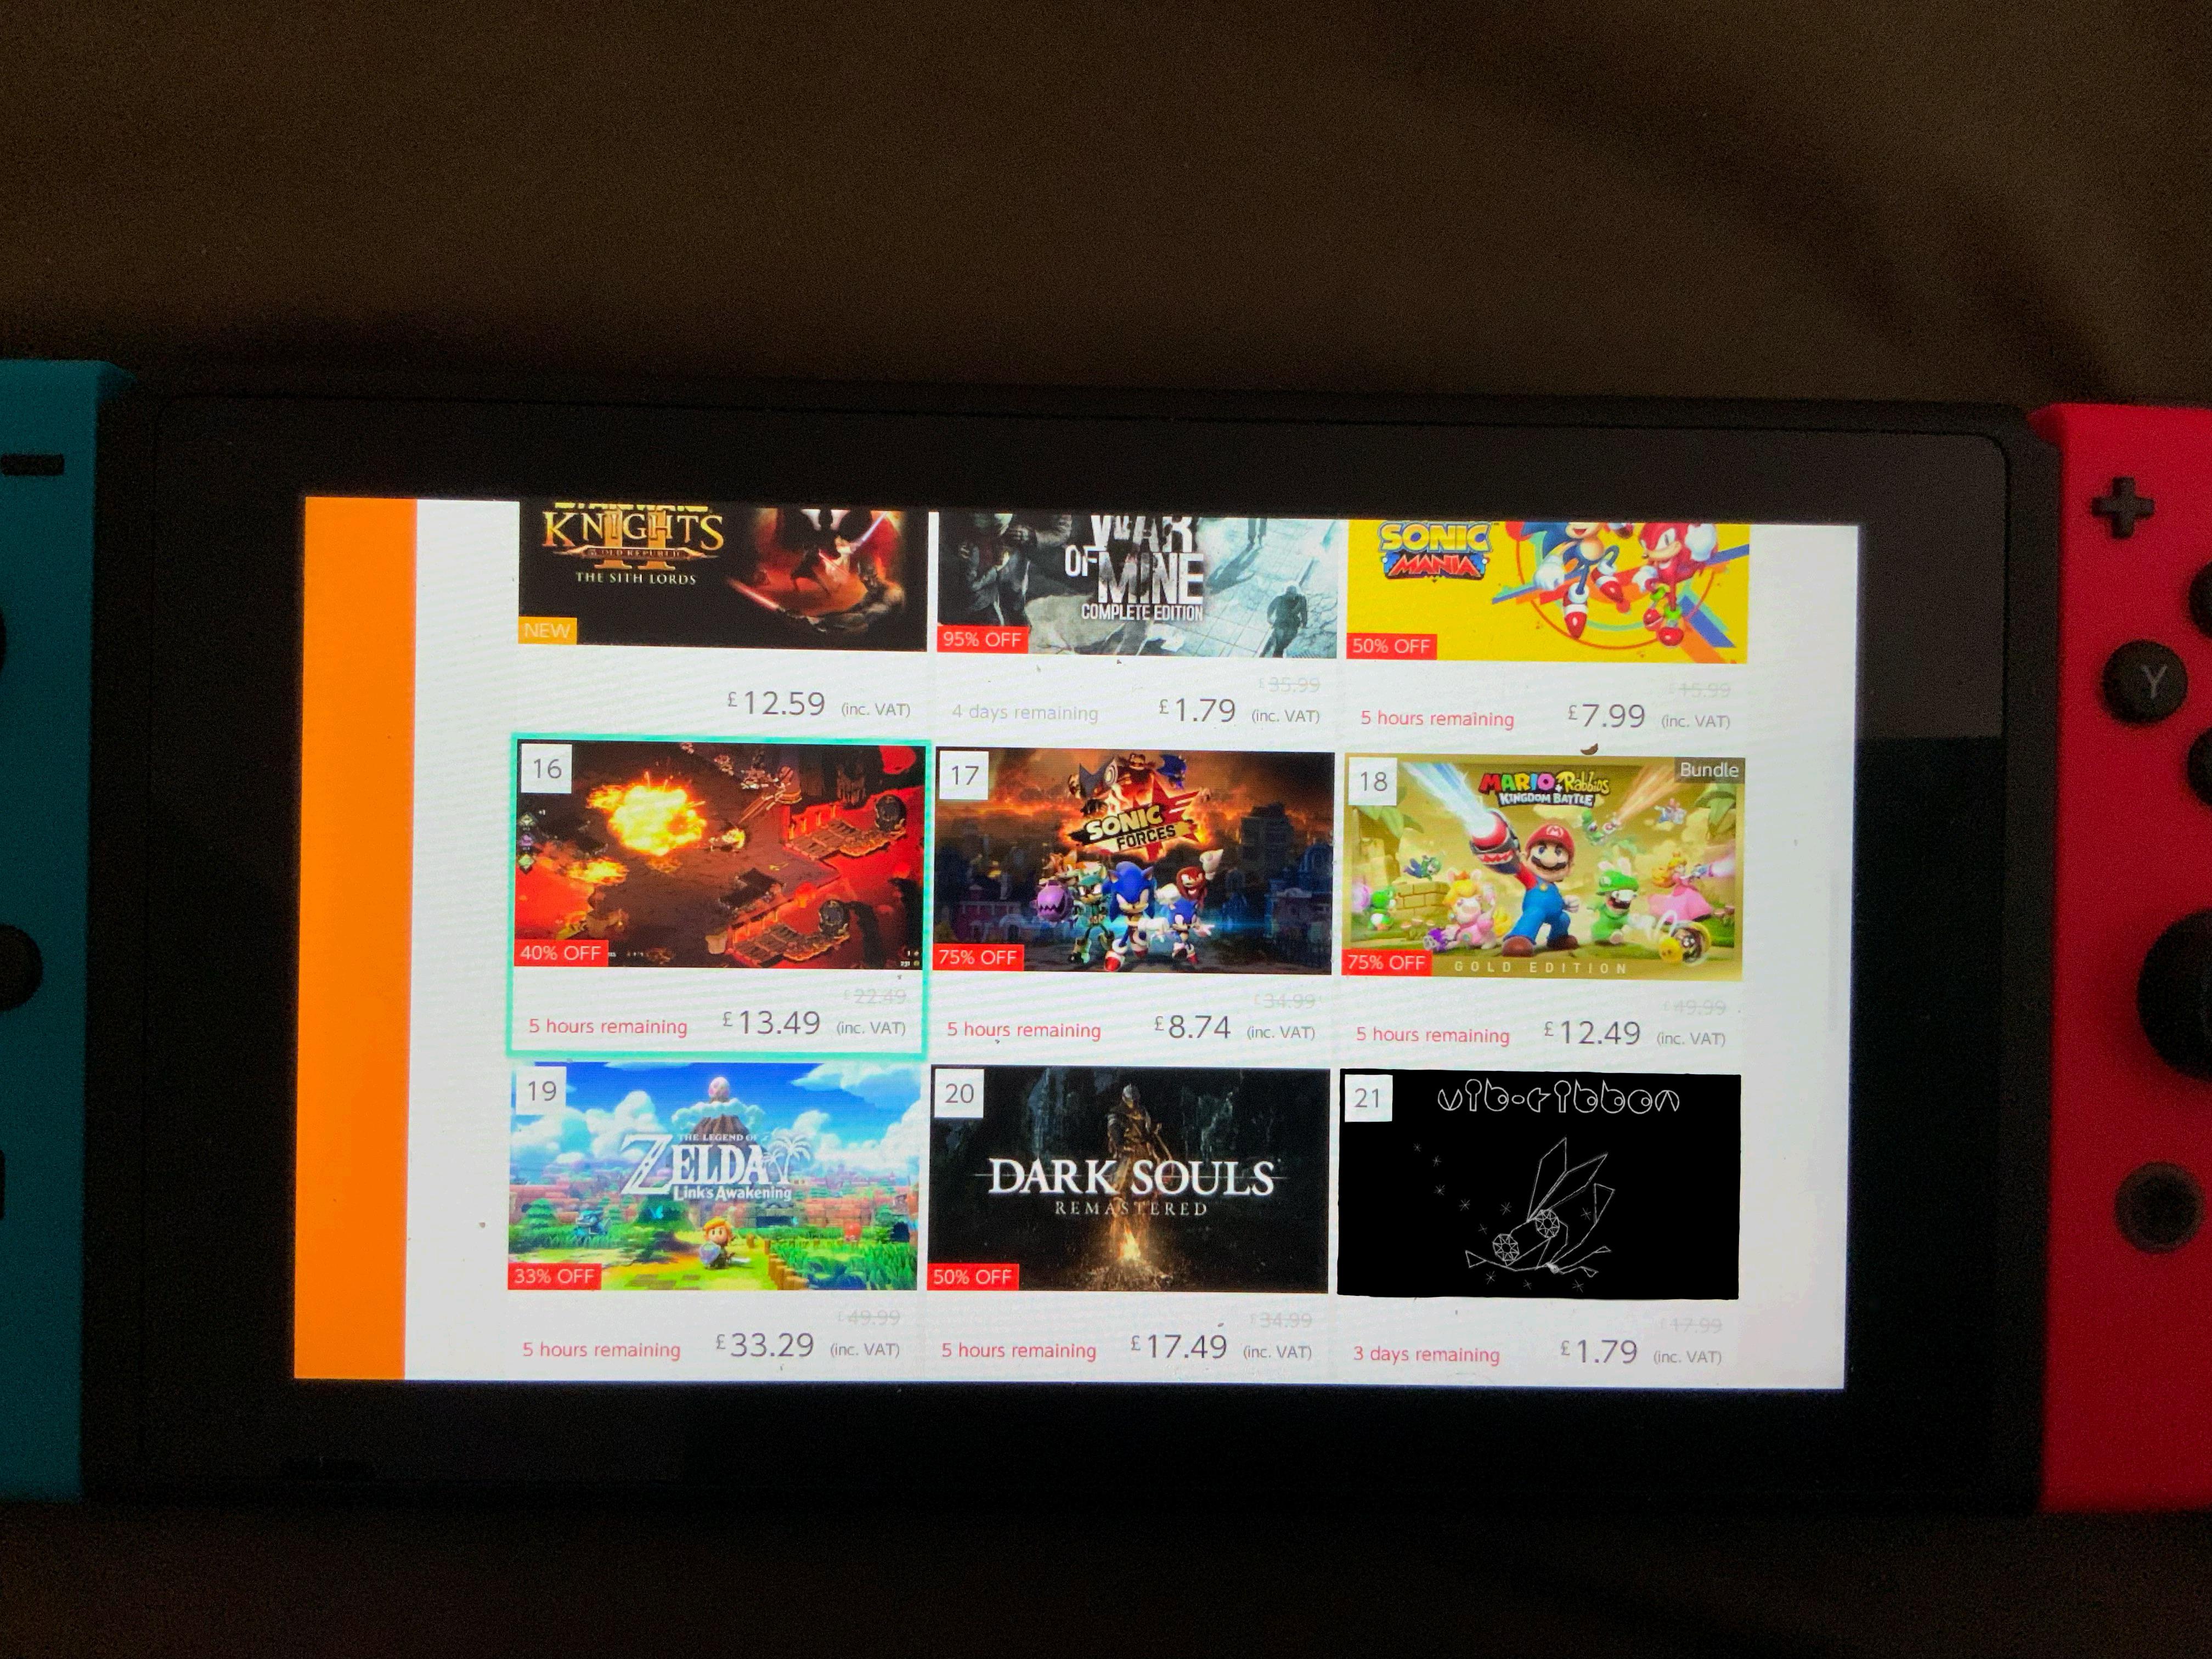 KNIGHTS
II
OLD REPUBLIC
THE SITH LORDS
NEW
£12.59 (inc. VAT)
WAR
OF MINE
COMPLETE EDITION
95% OFF
£35.99
4 days remaining £1.79 (inc. VAT)
SONIC
MANIA
50% OFF
£15.99
5 hours remaining £7.99 (inc. VAT)
16
40% OFF
£22.49
5 hours remaining £13.49 (inc. VAT)
17
SONIC
FORCES
75% OFF
£34.99
5 hours remaining £8.74 (inc. VAT)
18
Bundle
MARIO + Rabbids
KINGDOM BATTLE
75% OFF
GOLD EDITION
£49.99
5 hours remaining £12.49 (inc. VAT)
19
THE LEGEND OF
ZELDA
Link's Awakening
33% OFF
£49.99
5 hours remaining £33.29 (inc. VAT)
20
DARK SOULS
REMASTERED
50% OFF
£34.99
5 hours remaining £17.49 (inc. VAT)
21
vib-ribbon
£17.99
3 days remaining £1.79 (inc. VAT)
Y